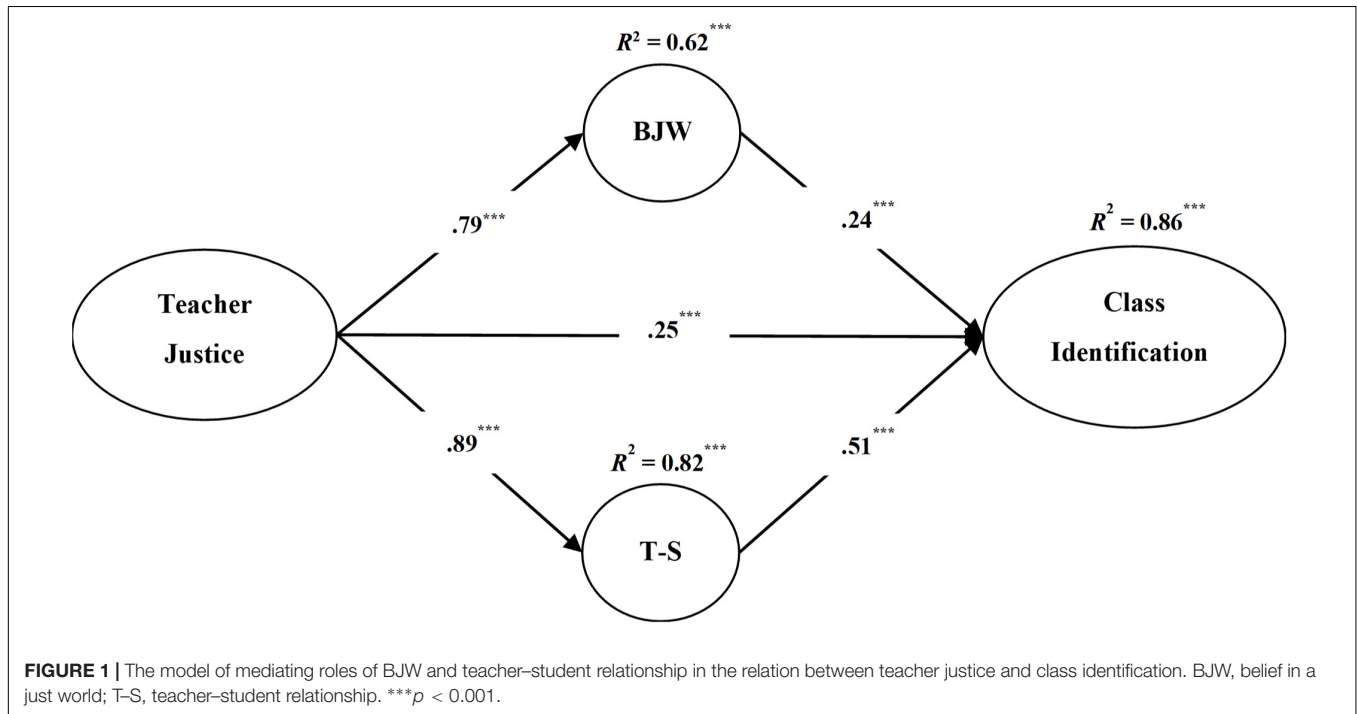 R² = 0.62***
BJW
.79***
.24***
R² = 0.86***
Teacher
Justice
.25***
Class
Identification
.89***
R² = 0.82***
.51***
T-S
FIGURE 1 | The model of mediating roles of BJW and teacher–student relationship in the relation between teacher justice and class identification. BJW, belief in a
just world; T–S, teacher–student relationship. ***p < 0.001.